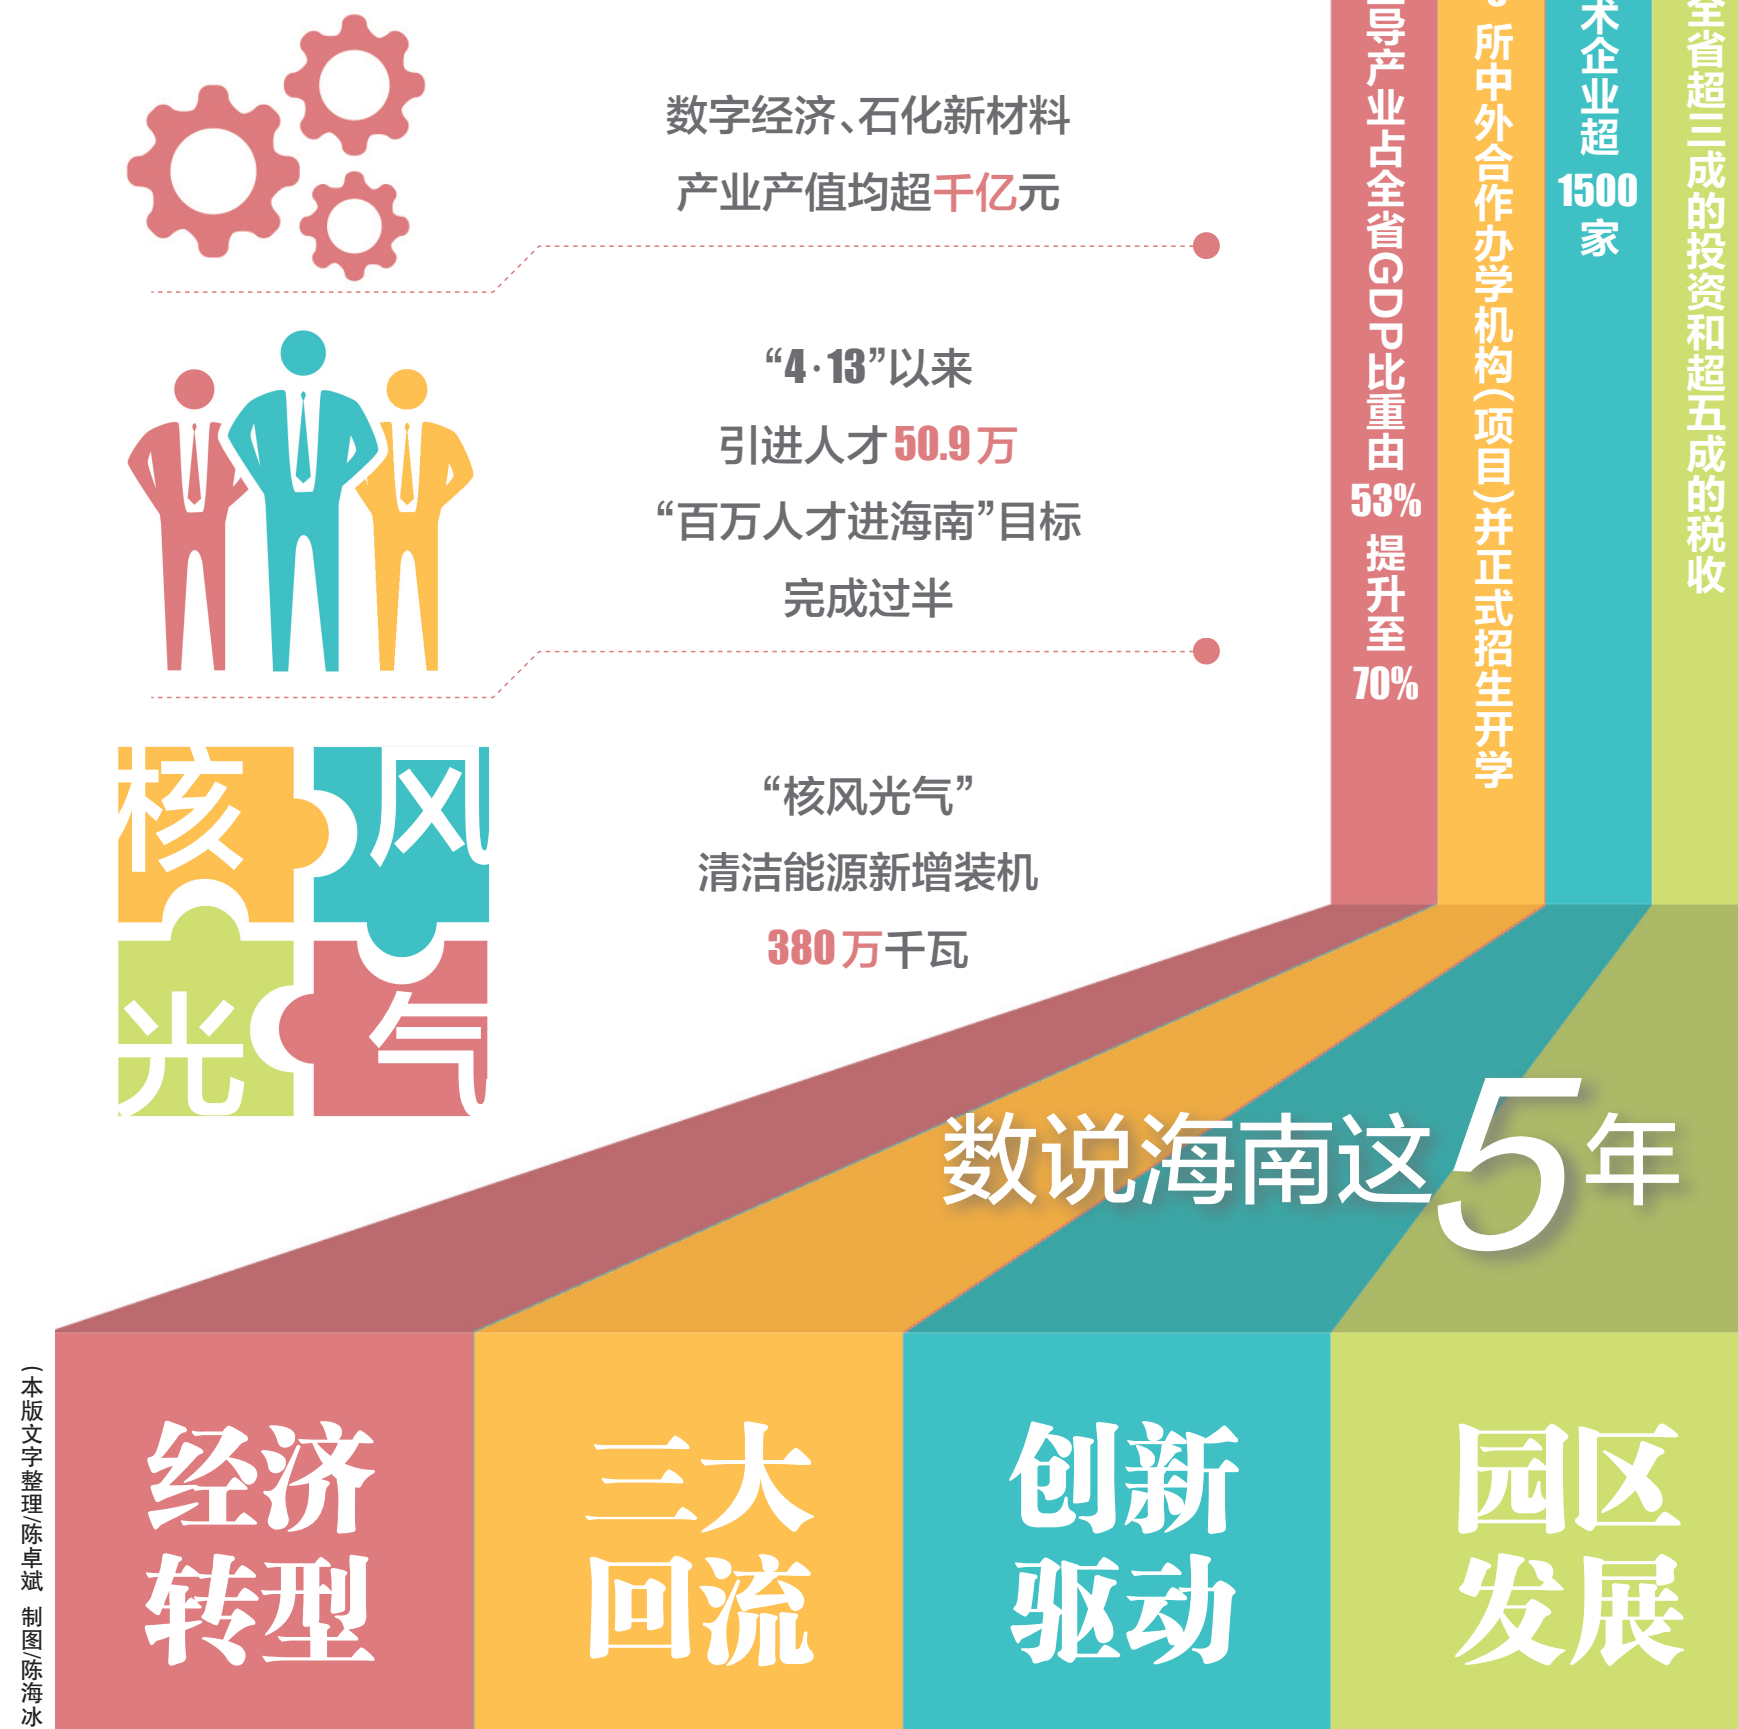 数字经济、石化新材料
产业产值均超千亿元
“4·13”以来
引进人才50.9万
“百万人才进海南”目标
完成过半
“核风光气”
清洁能源新增装机
380万千瓦
核
风
光
气
导产业占全省GDP比重由53%提升至70%
所中外合作办学机构(项目)并正式招生开学
术企业超1500家
全省超三成的投资和超五成的税收
数说海南这5年
经济
转型
三大
回流
创新
驱动
园区
发展
(本版文字整理/陈卓斌 制图/陈海冰